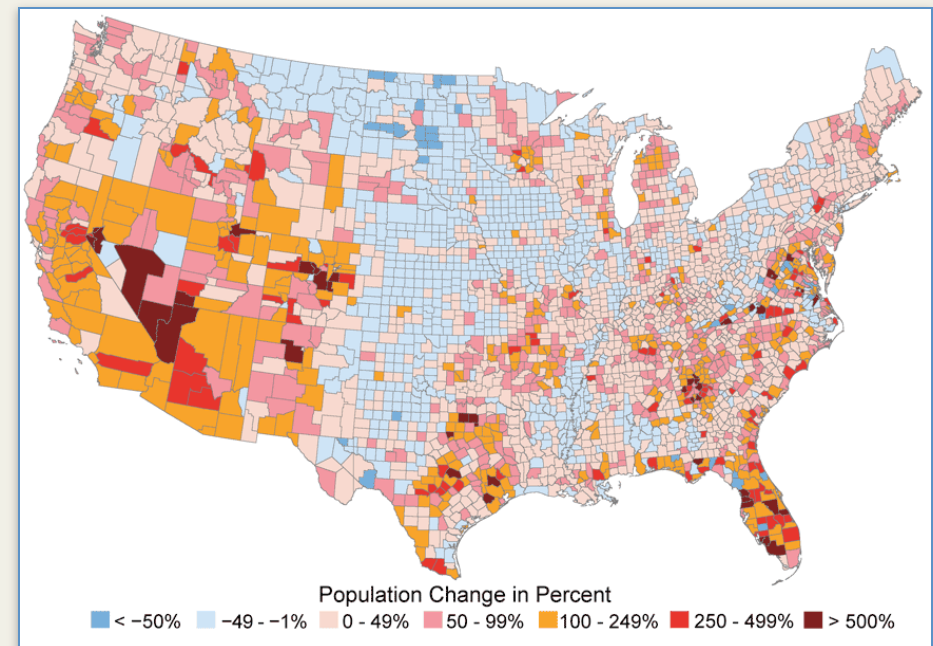 Population Change in Percent
< −50% −49 - −1% 0 - 49% 50 - 99% 100 - 249% 250 - 499% > 500%